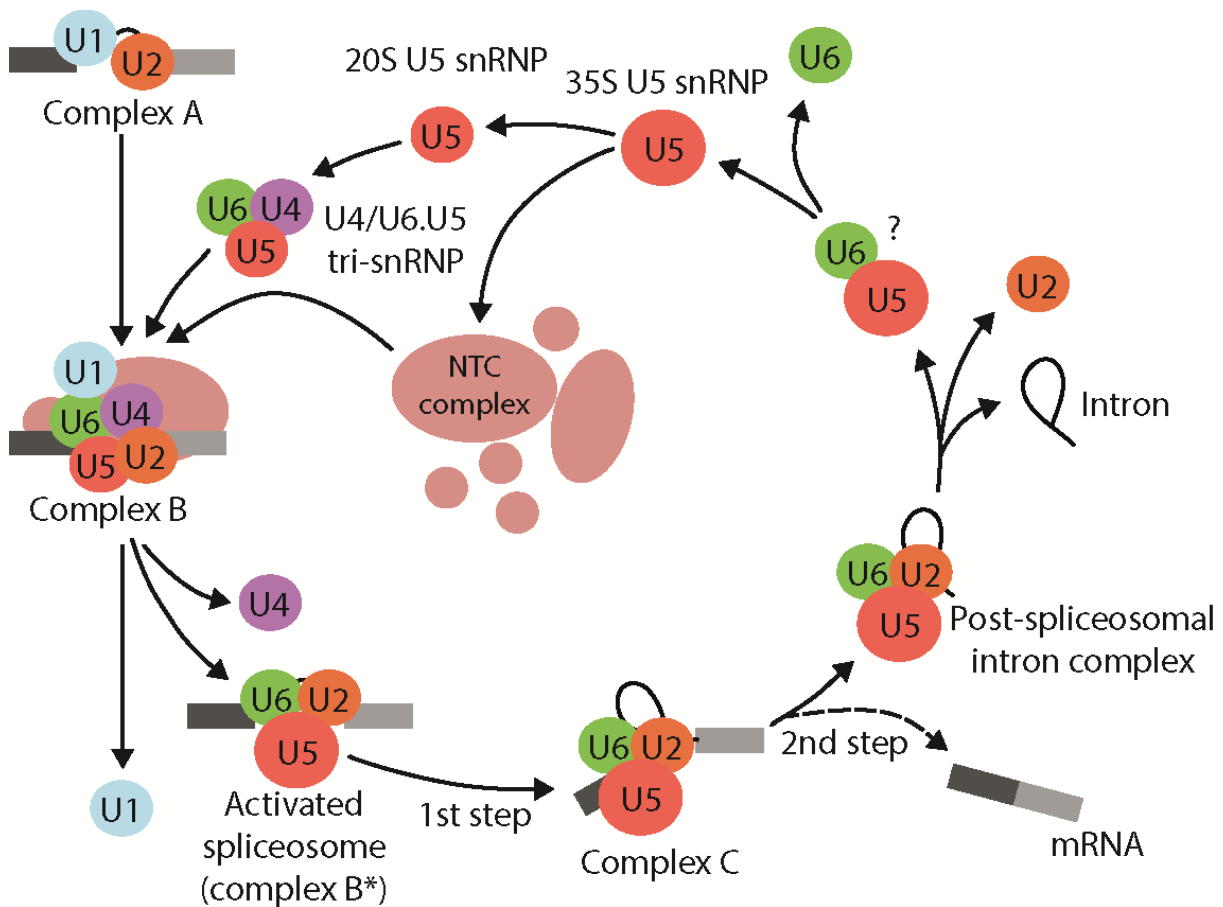 U1
U2
Complex A
20S U5 snRNP
U5
35S U5 snRNP
U5
U6
U6
U4
U5
U4/U6.U5
tri-snRNP
U6
?
U5
U2
Intron
NTC
complex
U1
U6
U4
U5
U2
Complex B
U4
U1
U6
U2
U5
Activated
spliceosome
(complex B*)
1st step
U6
U2
U5
Complex C
2nd step
mRNA
U6
U2
U5
Post-spliceosomal
intron complex